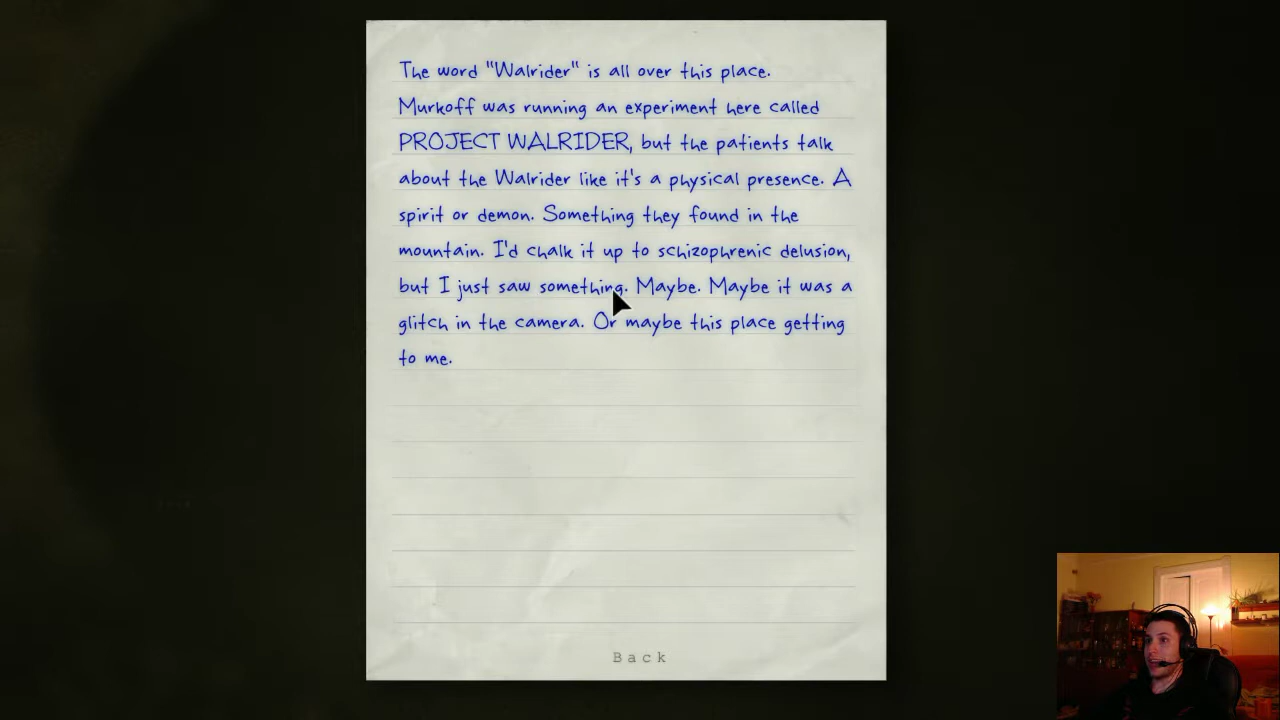 The word "Walrider" is all over this place.
Murkoff was running an experiment here called
PROJECT WALRIDER, but the patients talk
about the Walrider like it's a physical presence. A
spirit or demon. Something they found in the
mountain. I'd chalk it up to schizophrenic delusion,
but I just saw something. Maybe. Maybe it was a
glitch in the camera. Or maybe this place getting
to me.
Back